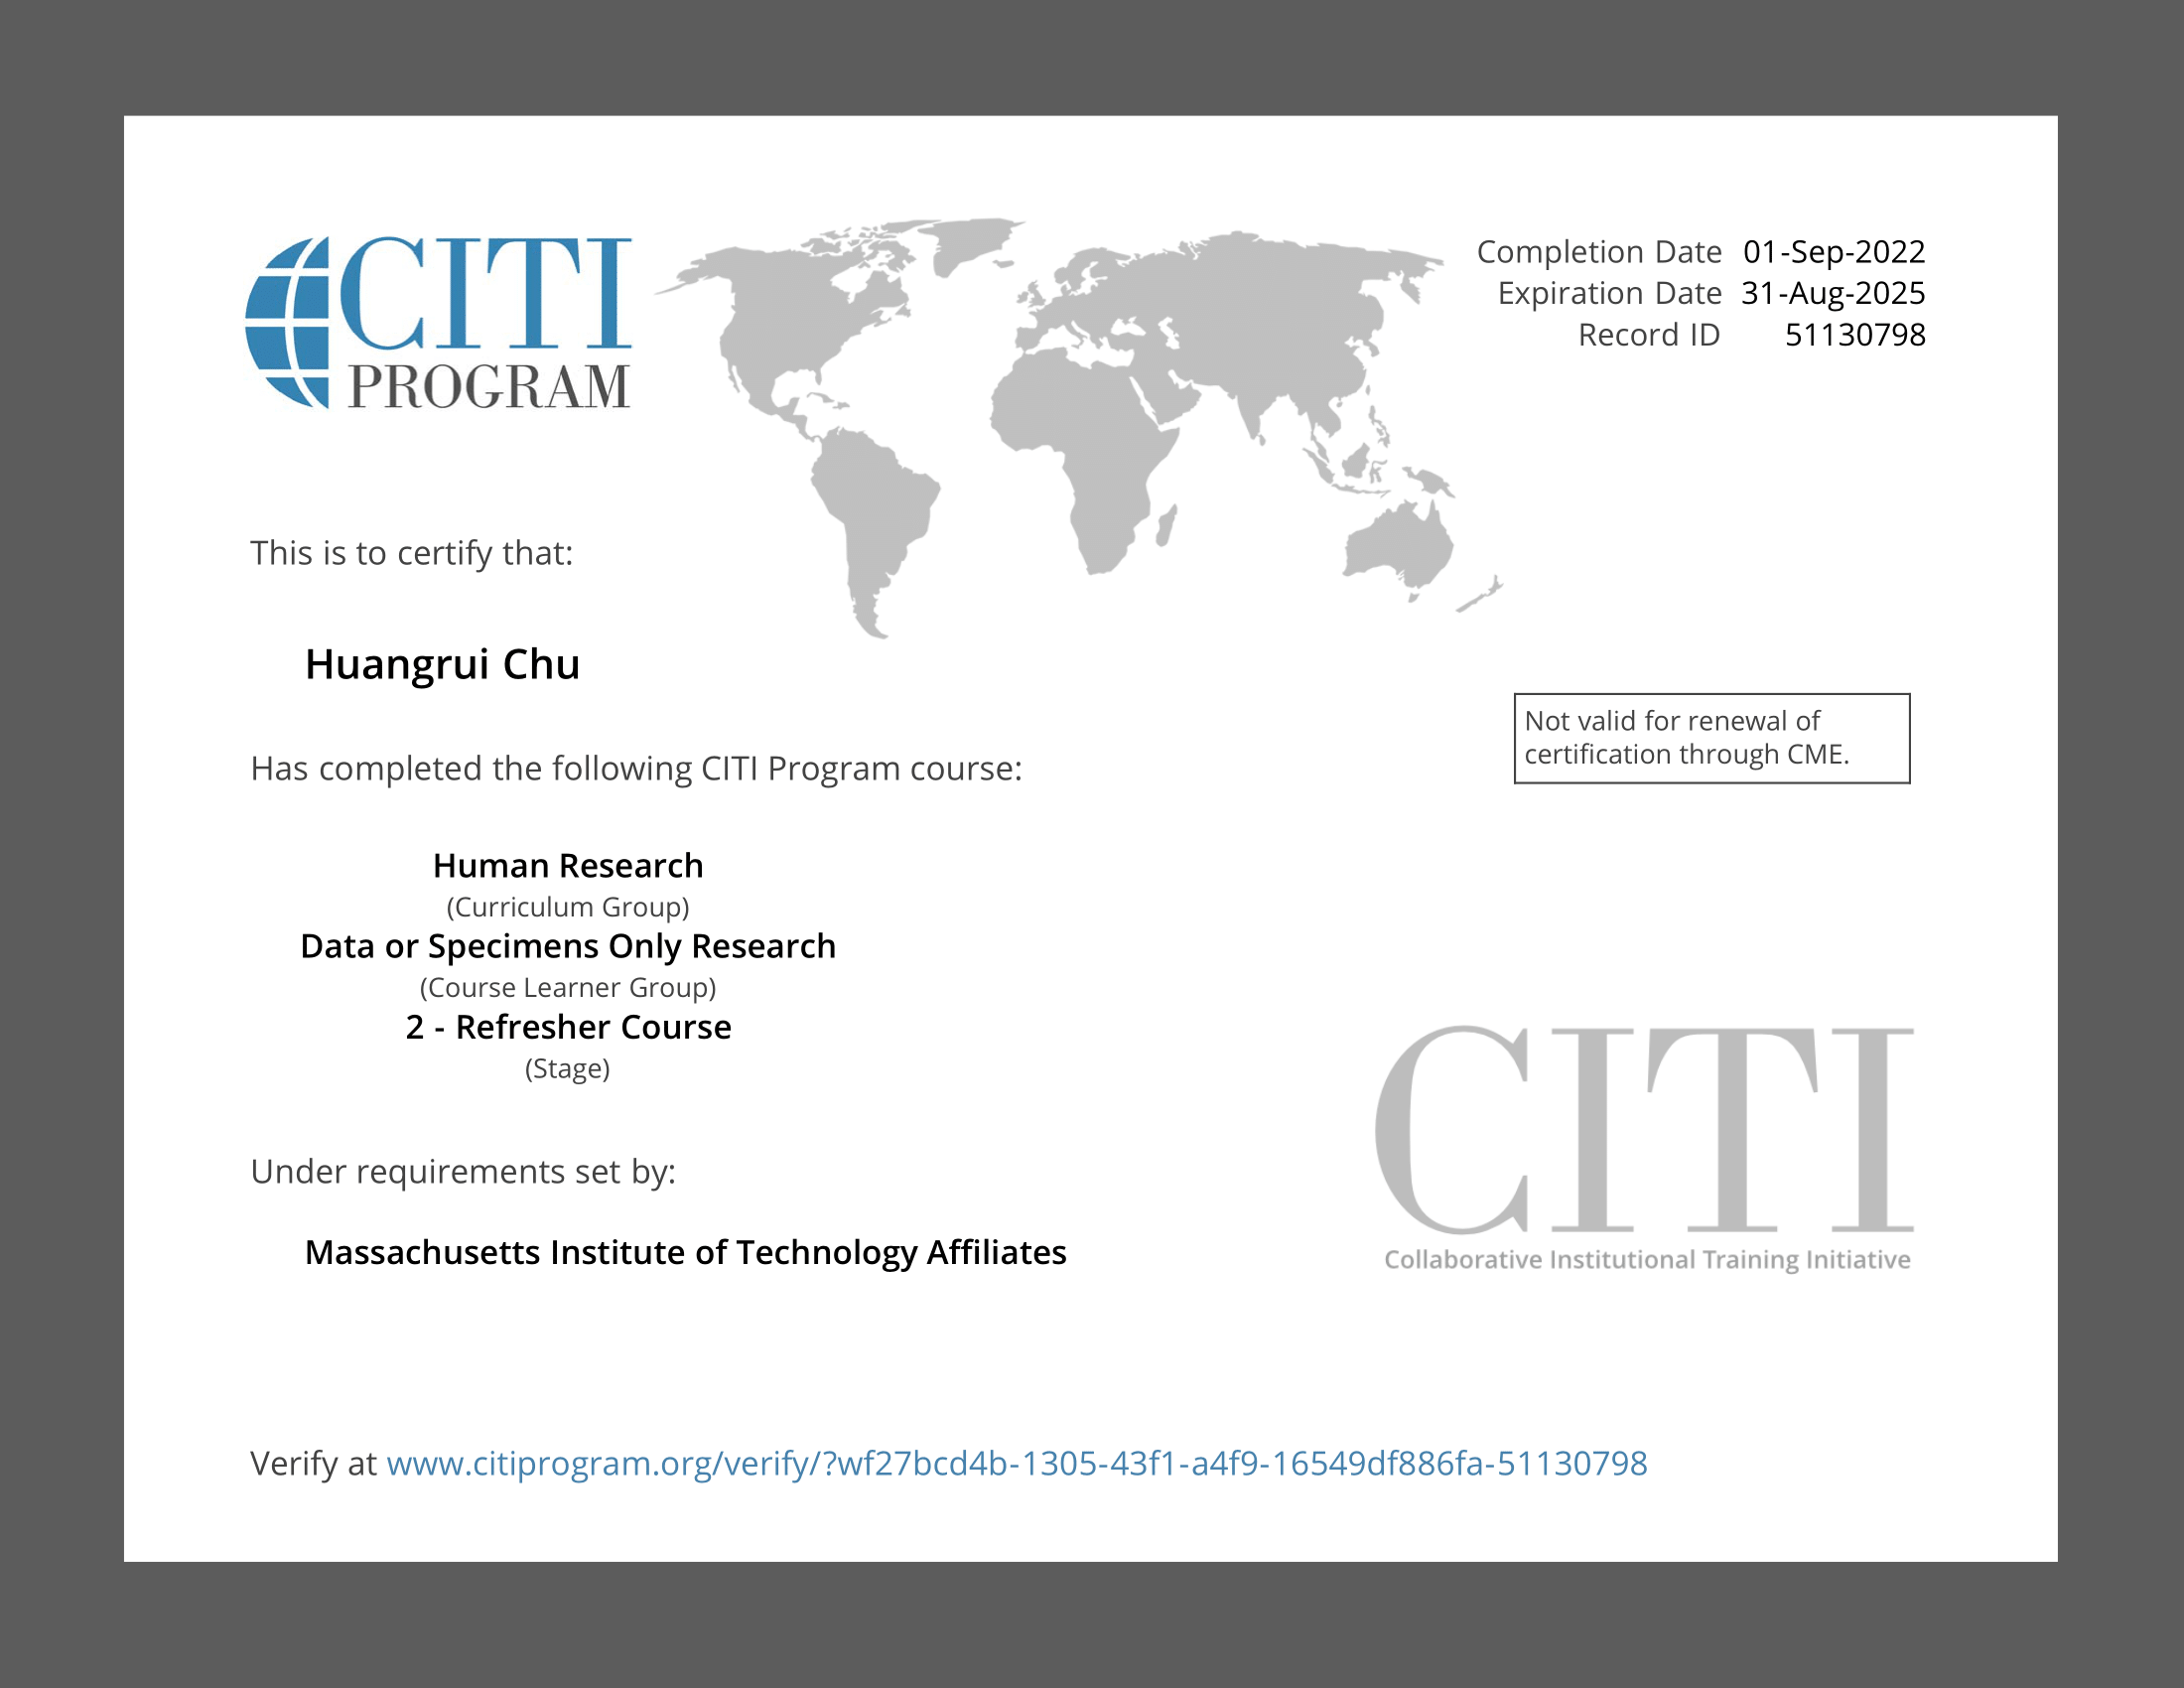 CITI
PROGRAM
Completion Date 01-Sep-2022
Expiration Date 31-Aug-2025
Record ID 51130798
This is to certify that:
Huangrui Chu
Not valid for renewal of
certification through CME.
Has completed the following CITI Program course:
Human Research
(Curriculum Group)
Data or Specimens Only Research
(Course Learner Group)
2 - Refresher Course
(Stage)
Under requirements set by:
Massachusetts Institute of Technology Affiliates
CITI
Collaborative Institutional Training Initiative
Verify at www.citiprogram.org/verify/?wf27bcd4b-1305-43f1-a4f9-16549df886fa-51130798